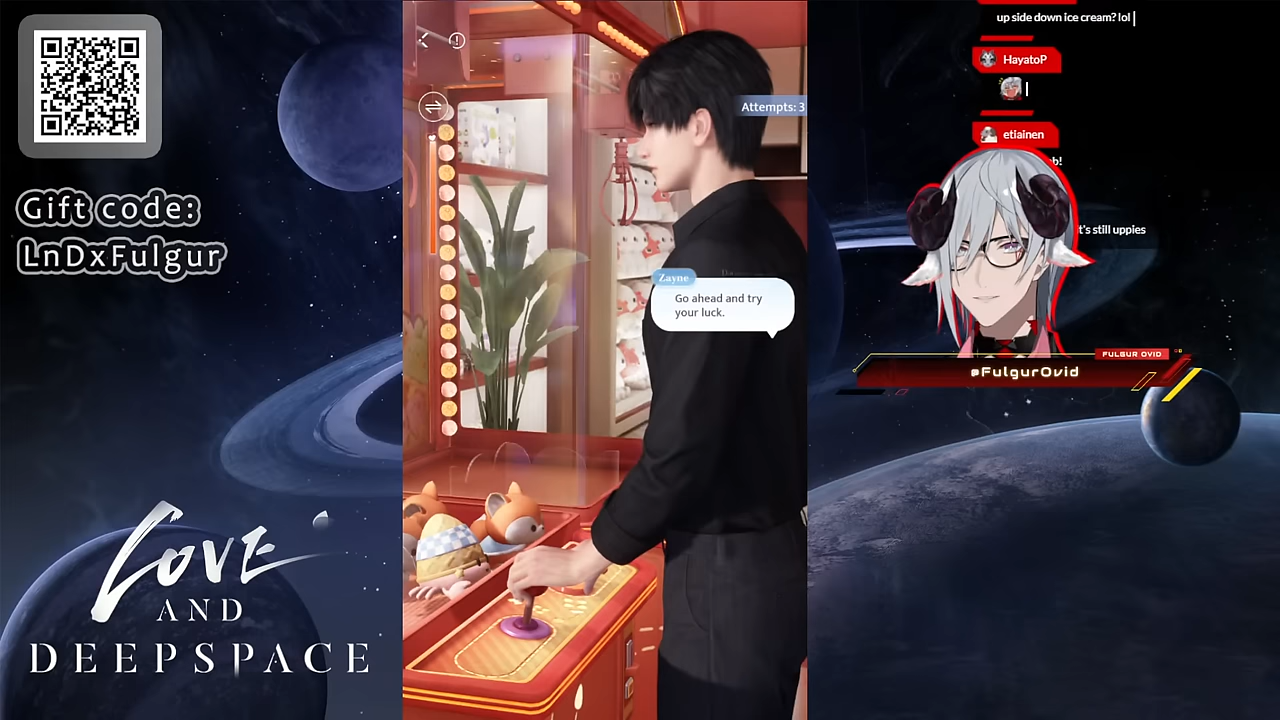 Gift code:
LnDxFulgur
LOVE
AND
DEEPSPACE
Attempts: 3
Zayne
Go ahead and try
your luck.
up side down ice cream? lol
HayatoP
etiainen
b!
t's still uppies
FULGUR OVID
@FulgurOvid